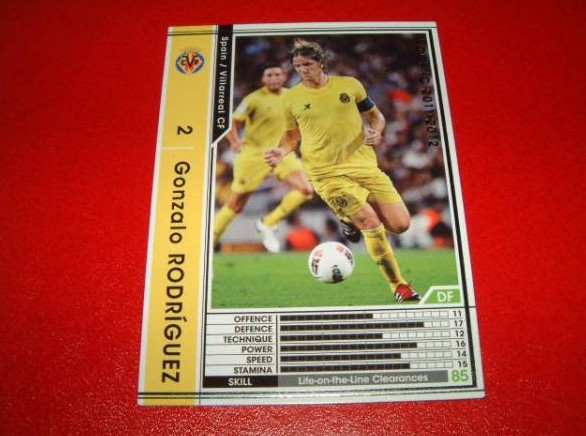 Spain / Villarreal CF
2
Gonzalo RODRÍGUEZ
2011-2012
DF
OFFENCE 11
DEFENCE 17
TECHNIQUE 12
POWER 16
SPEED 14
STAMINA 15
SKILL Life-on-the-Line Clearances 85